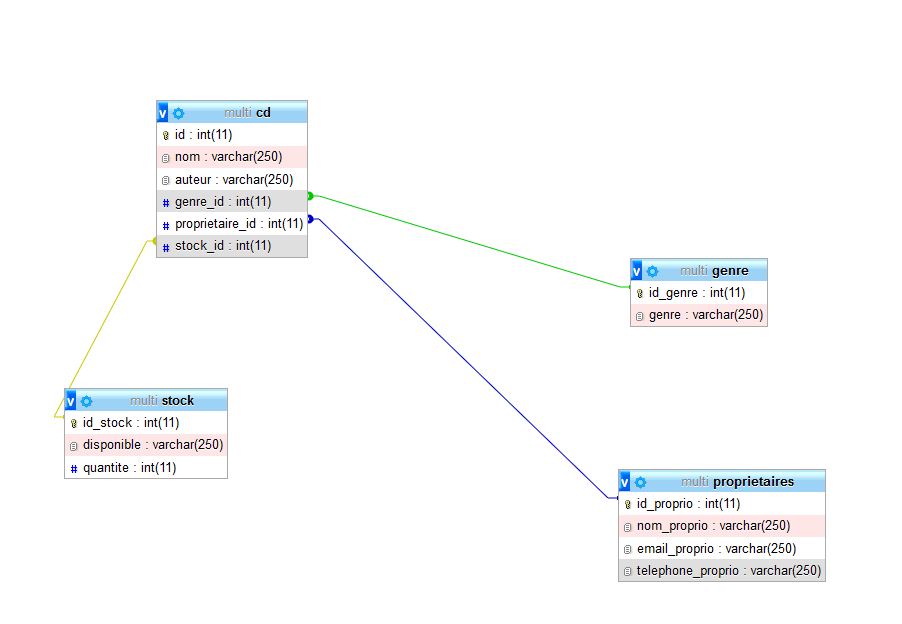 v multi cd
id : int(11)
nom : varchar(250)
auteur : varchar(250)
# genre_id : int(11)
# proprietaire_id : int(11)
# stock_id : int(11)
v multi genre
id_genre : int(11)
genre : varchar(250)
v multi stock
id_stock : int(11)
disponible : varchar(250)
# quantite : int(11)
v multi proprietaires
id_proprio : int(11)
nom_proprio : varchar(250)
email_proprio : varchar(250)
telephone_proprio : varchar(250)